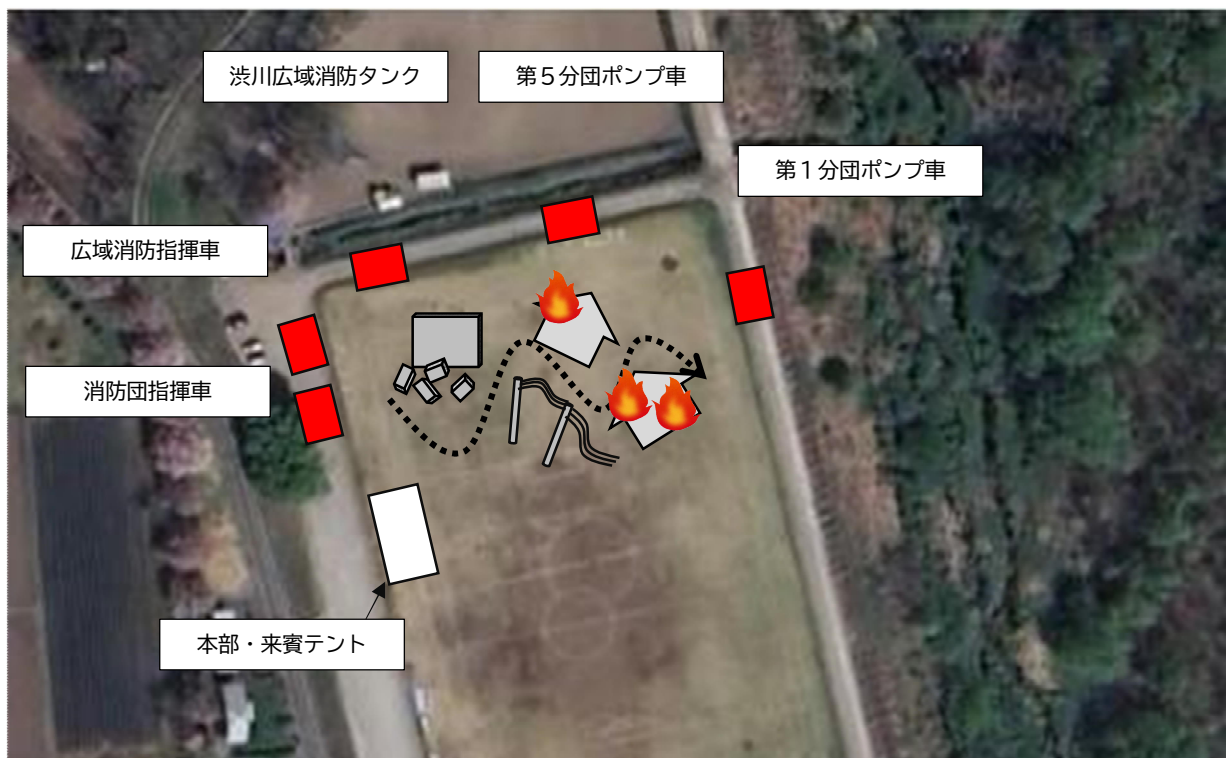 渋川広域消防タンク
第５分団ポンプ車
第１分団ポンプ車
広域消防指揮車
消防団指揮車
本部・来賓テント